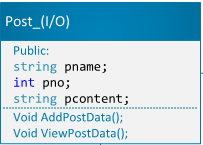 Post_(I/O)
Public:
string pname;
int pno;
string pcontent;
Void AddPostData();
Void ViewPostData();